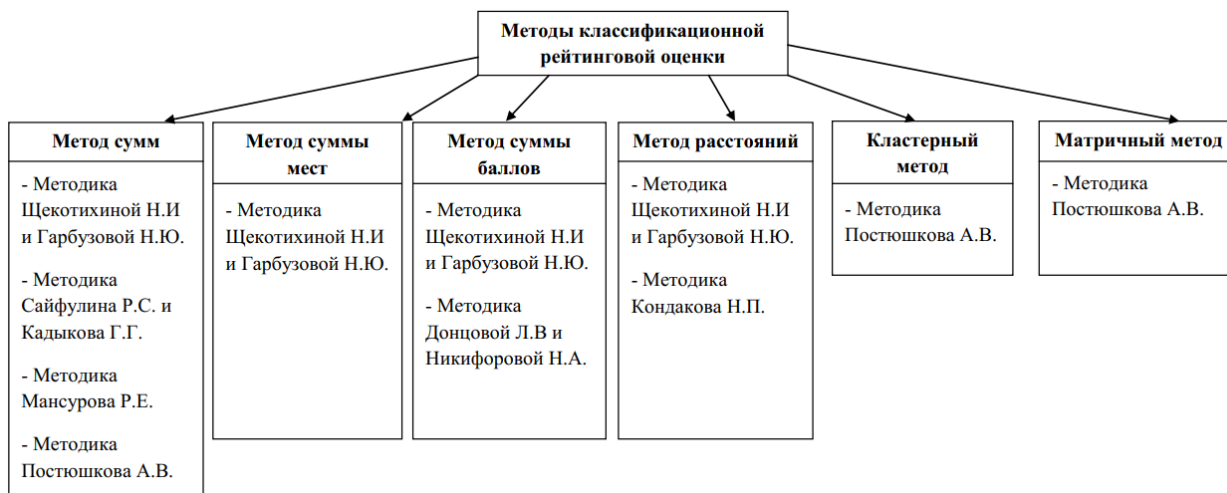 Методы классификационной
рейтинговой оценки
Метод сумм
- Методика
Щекотихиной Н.И
и Гарбузовой Н.Ю.
- Методика
Сайфулина Р.С. и
Кадыкова Г.Г.
- Методика
Мансурова Р.Е.
- Методика
Постюшкова А.В.
Метод суммы
мест
- Методика
Щекотихиной Н.И
и Гарбузовой Н.Ю.
Метод суммы
баллов
- Методика
Щекотихиной Н.И
и Гарбузовой Н.Ю.
- Методика
Донцовой Л.В и
Никифоровой Н.А.
Метод расстояний
- Методика
Щекотихиной Н.И
и Гарбузовой Н.Ю.
- Методика
Кондакова Н.П.
Кластерный
метод
- Методика
Постюшкова А.В.
Матричный метод
- Методика
Постюшкова А.В.